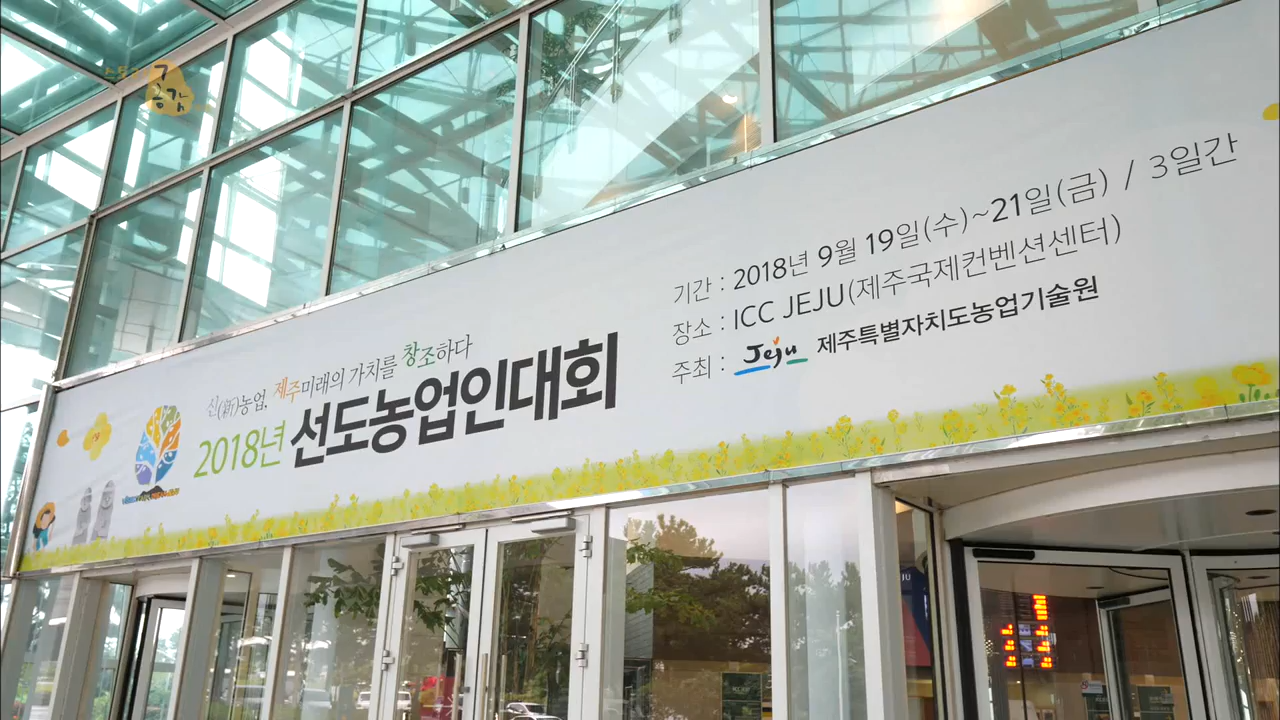 공감
신(新)농업, 제주미래의 가치를 창조하다
2018년 선도농업인대회
기간 : 2018년 9월 19일(수)~21일(금) / 3일간
장소 : ICC JEJU(제주국제컨벤션센터)
주최 : Jeju 제주특별자치도농업기술원